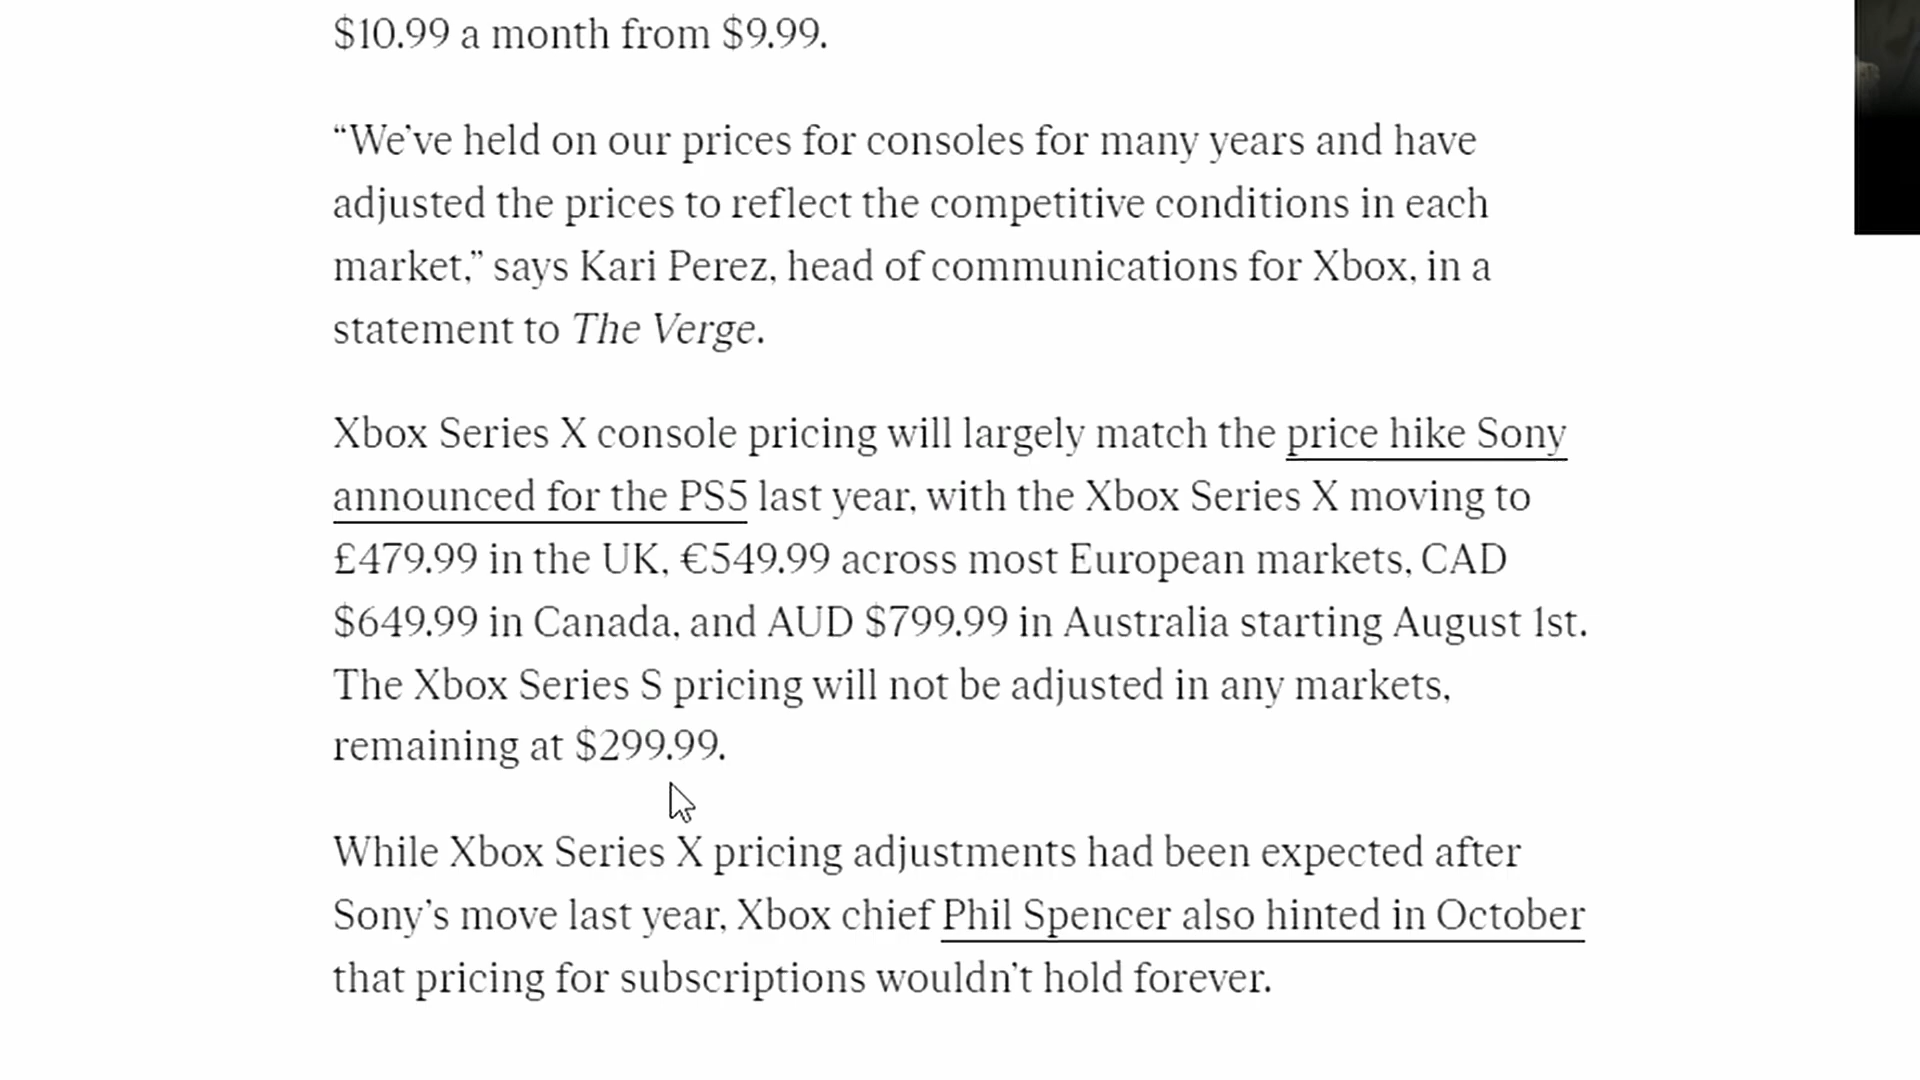 $10.99 a month from $9.99.
“We’ve held on our prices for consoles for many years and have
adjusted the prices to reflect the competitive conditions in each
market,” says Kari Perez, head of communications for Xbox, in a
statement to The Verge.
Xbox Series X console pricing will largely match the price hike Sony
announced for the PS5 last year, with the Xbox Series X moving to
£479.99 in the UK, €549.99 across most European markets, CAD
$649.99 in Canada, and AUD $799.99 in Australia starting August 1st.
The Xbox Series S pricing will not be adjusted in any markets,
remaining at $299.99.
While Xbox Series X pricing adjustments had been expected after
Sony’s move last year, Xbox chief Phil Spencer also hinted in October
that pricing for subscriptions wouldn’t hold forever.